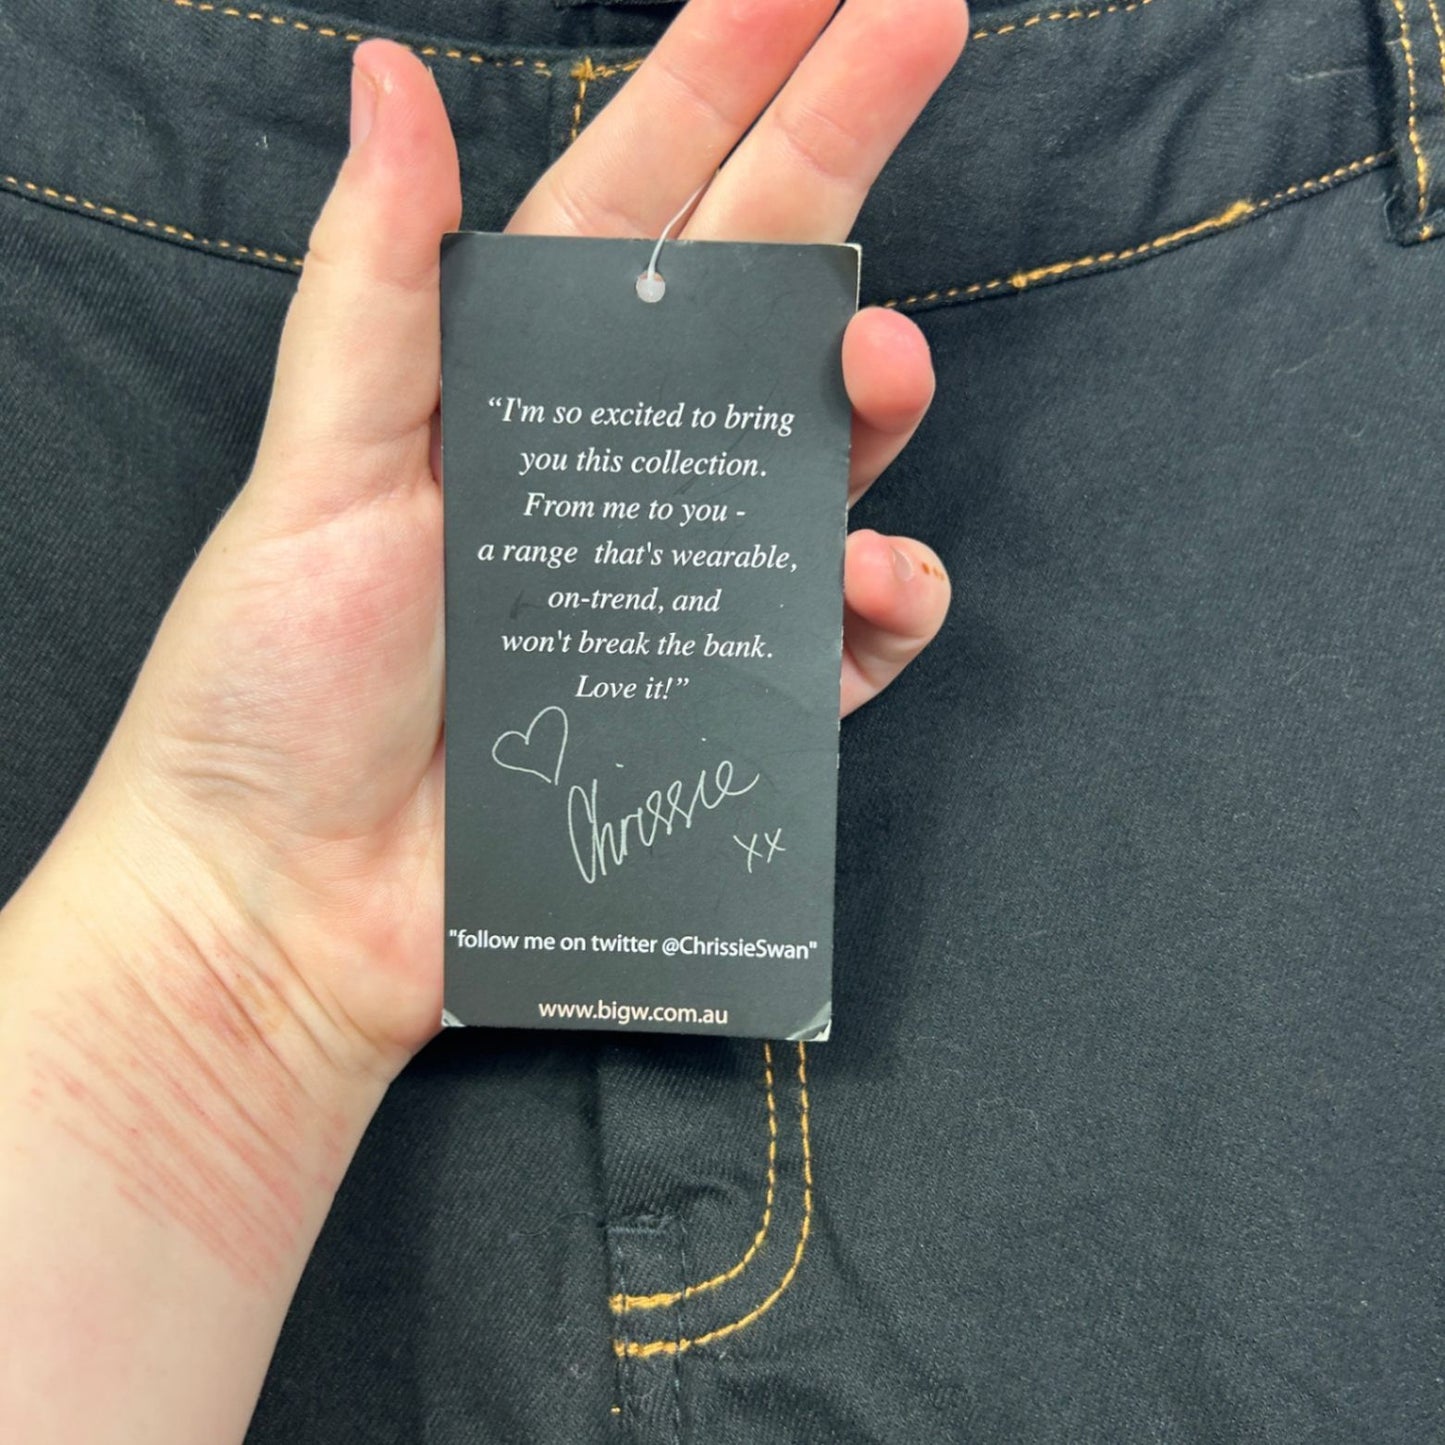 “I'm so excited to bring
you this collection.
From me to you -
a range that's wearable,
on-trend, and
won't break the bank.
Love it!”
Chrissie
xx
"follow me on twitter @ChrissieSwan"
www.bigw.com.au